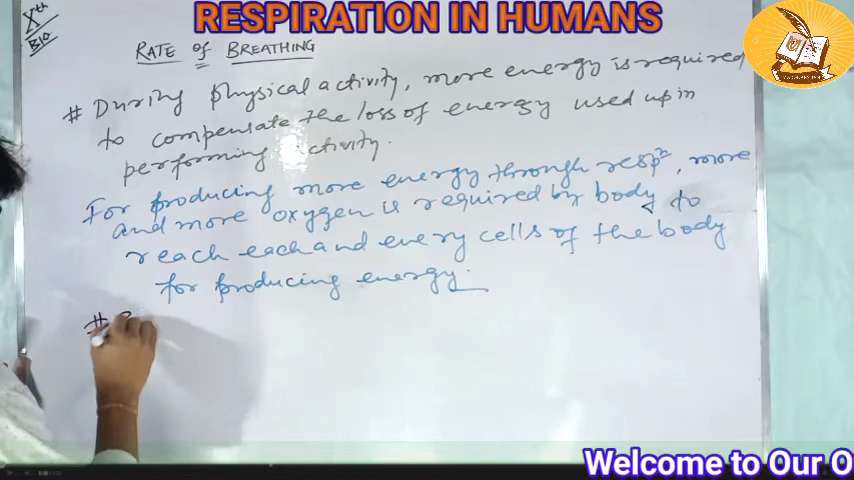 RESPIRATION IN HUMANS
Xth
BIO
RATE of BREATHING
# During physical activity, more energy is required
to compensate the loss of energy used up in
performing activity.
For producing more energy through respn, more
and more oxygen is required by body to
reach each and every cells of the body
for producing energy.
#
Welcome to Our O